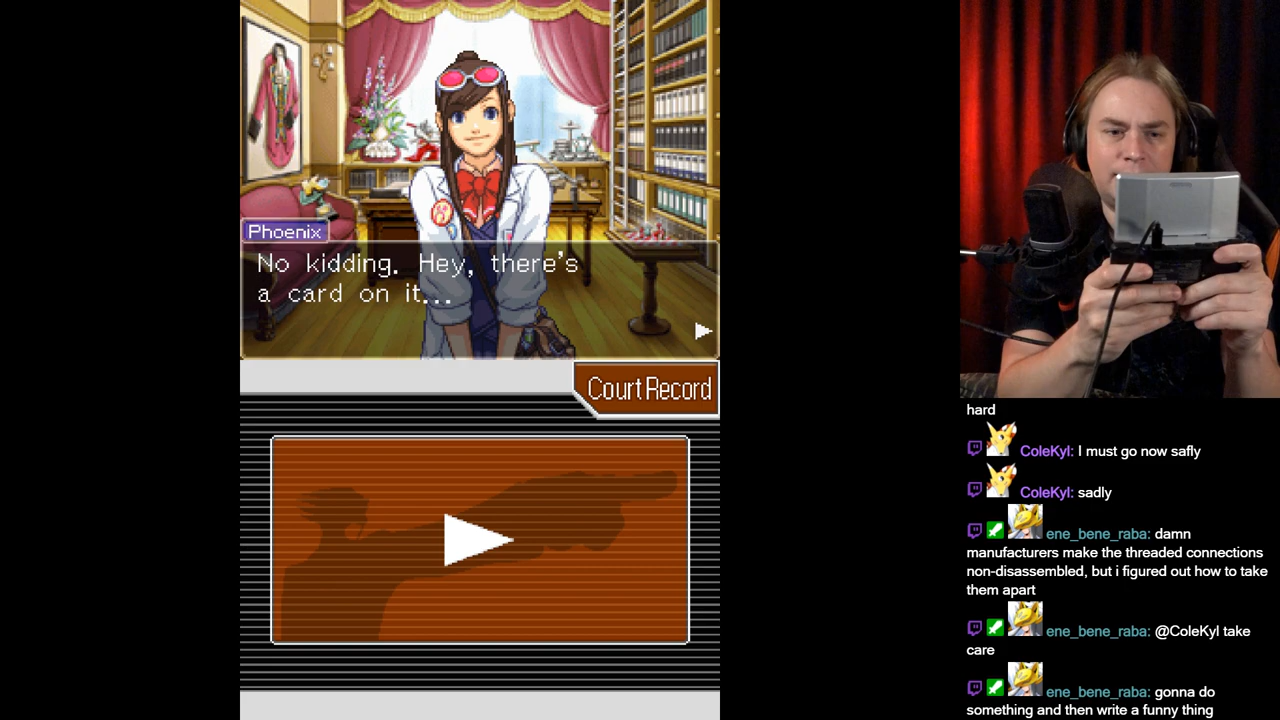 Phoenix
No kidding. Hey, there's
a card on it...
Court Record
hard
ColeKyl: I must go now safly
ColeKyl: sadly
ene_bene_raba: damn
manufacturers make the threaded connections
non-disassembled, but i figured out how to take
them apart
ene_bene_raba: @ColeKyl take
care
ene_bene_raba: gonna do
something and then write a funny thing